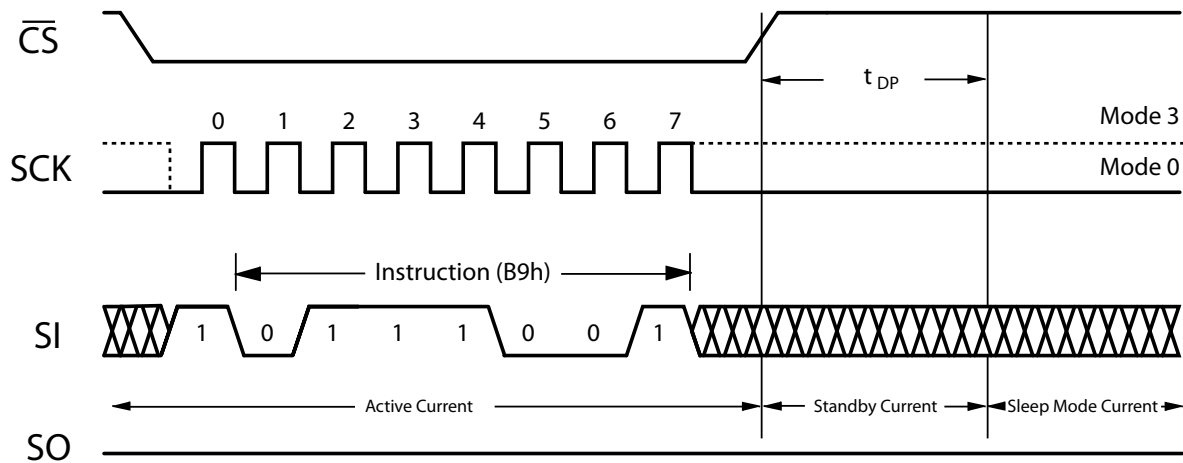 CS
t DP
0 1 2 3 4 5 6 7
Mode 3
SCK
Mode 0
Instruction (B9h)
SI
1 0 1 1 1 0 0 1
Active Current
Standby Current
Sleep Mode Current
SO